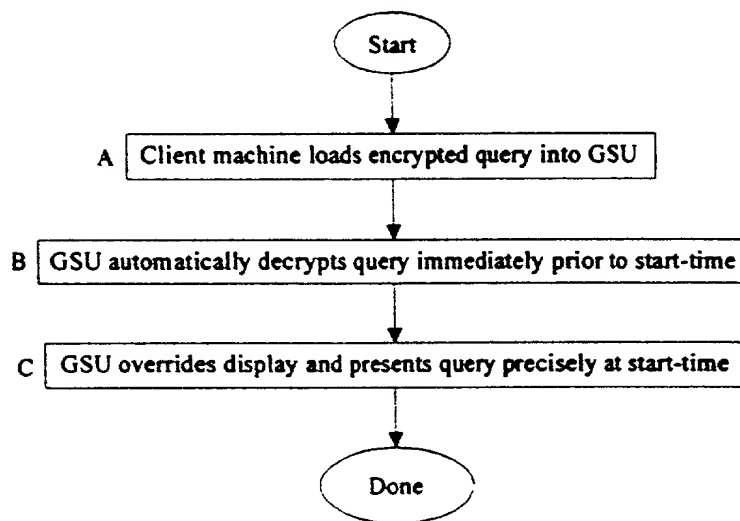 Start
A Client machine loads encrypted query into GSU
B GSU automatically decrypts query immediately prior to start-time
C GSU overrides display and presents query precisely at start-time
Done